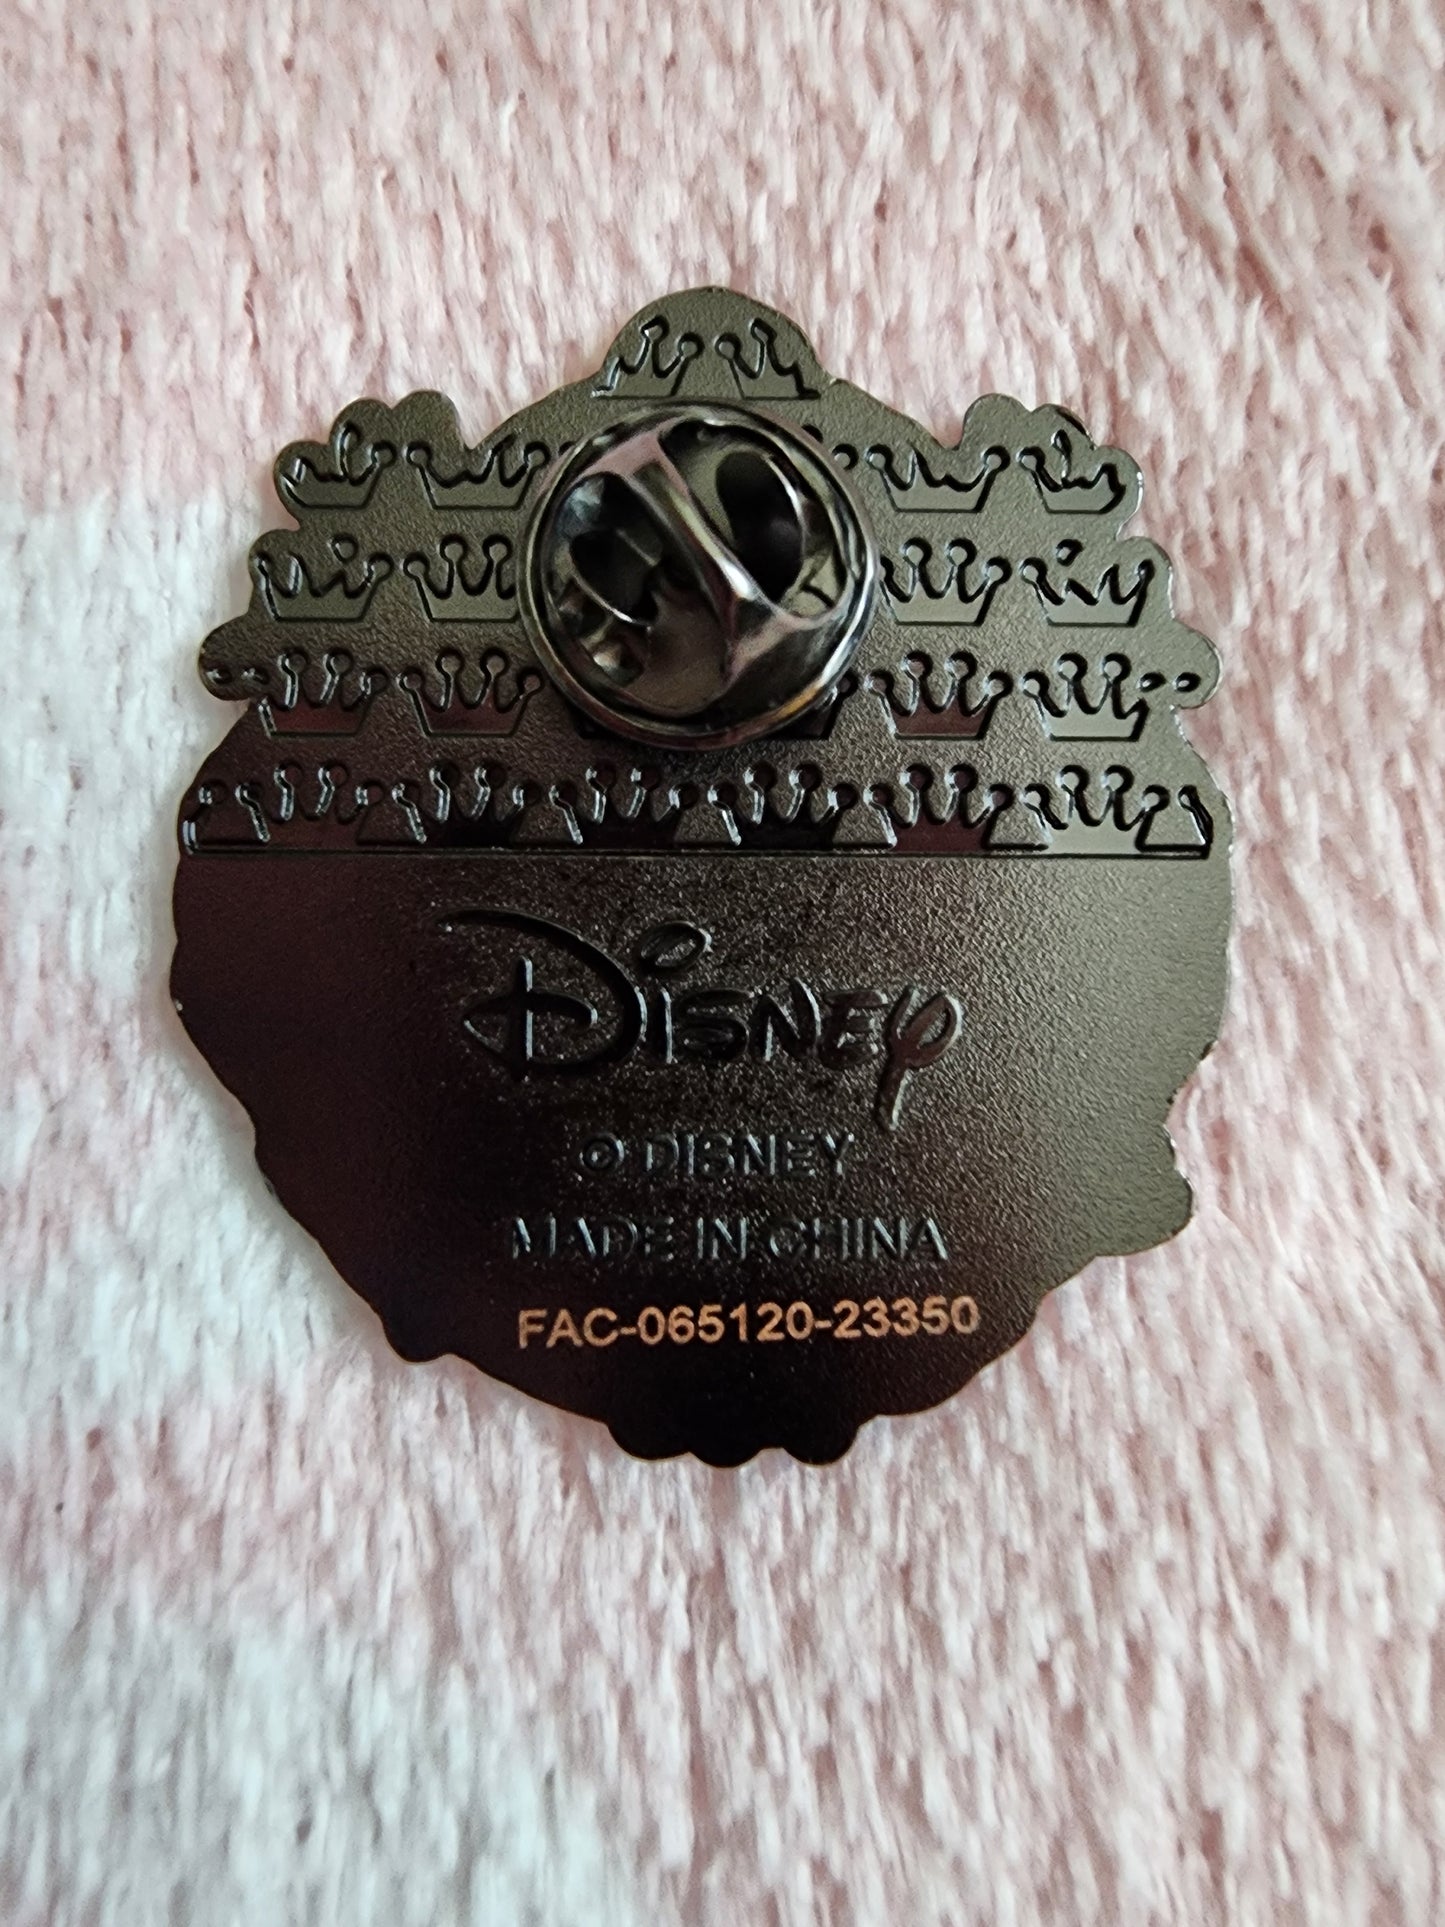 Disney
© DISNEY
MADE IN CHINA
FAC-065120-23350